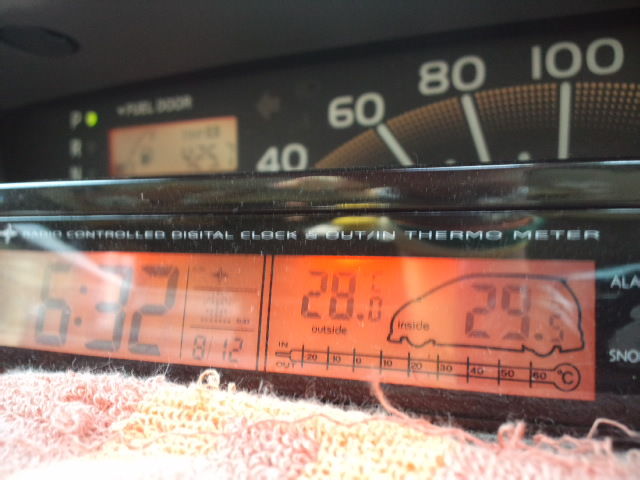 100
80
60
40
P
R
N
FUEL DOOR
RADIO CONTROLLED DIGITAL CLOCK & OUT/IN THERMO METER
6:32
8/12
28.0
outside
inside
29.5
IN
OUT
20 10 0 10 20 30 40 50 60 °C
ALA
SNO